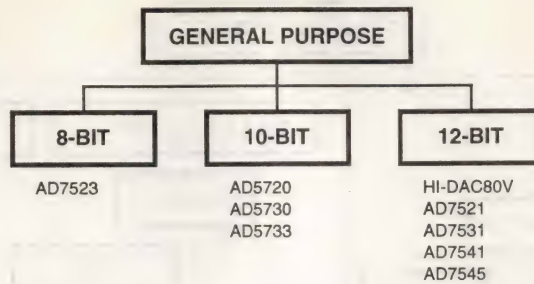 GENERAL PURPOSE
8-BIT
10-BIT
12-BIT
AD7523
AD5720
AD5730
AD5733
HI-DAC80V
AD7521
AD7531
AD7541
AD7545